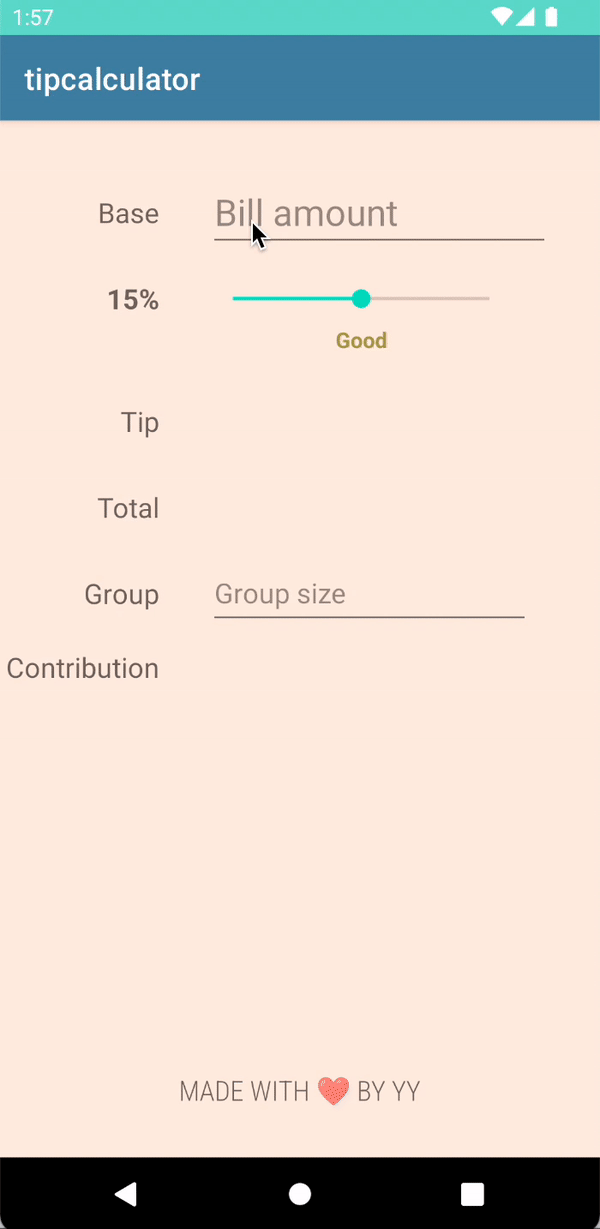 1:57
tipcalculator
Base Bill amount
15%
Good
Tip
Total
Group Group size
Contribution
MADE WITH ❤️ BY YY